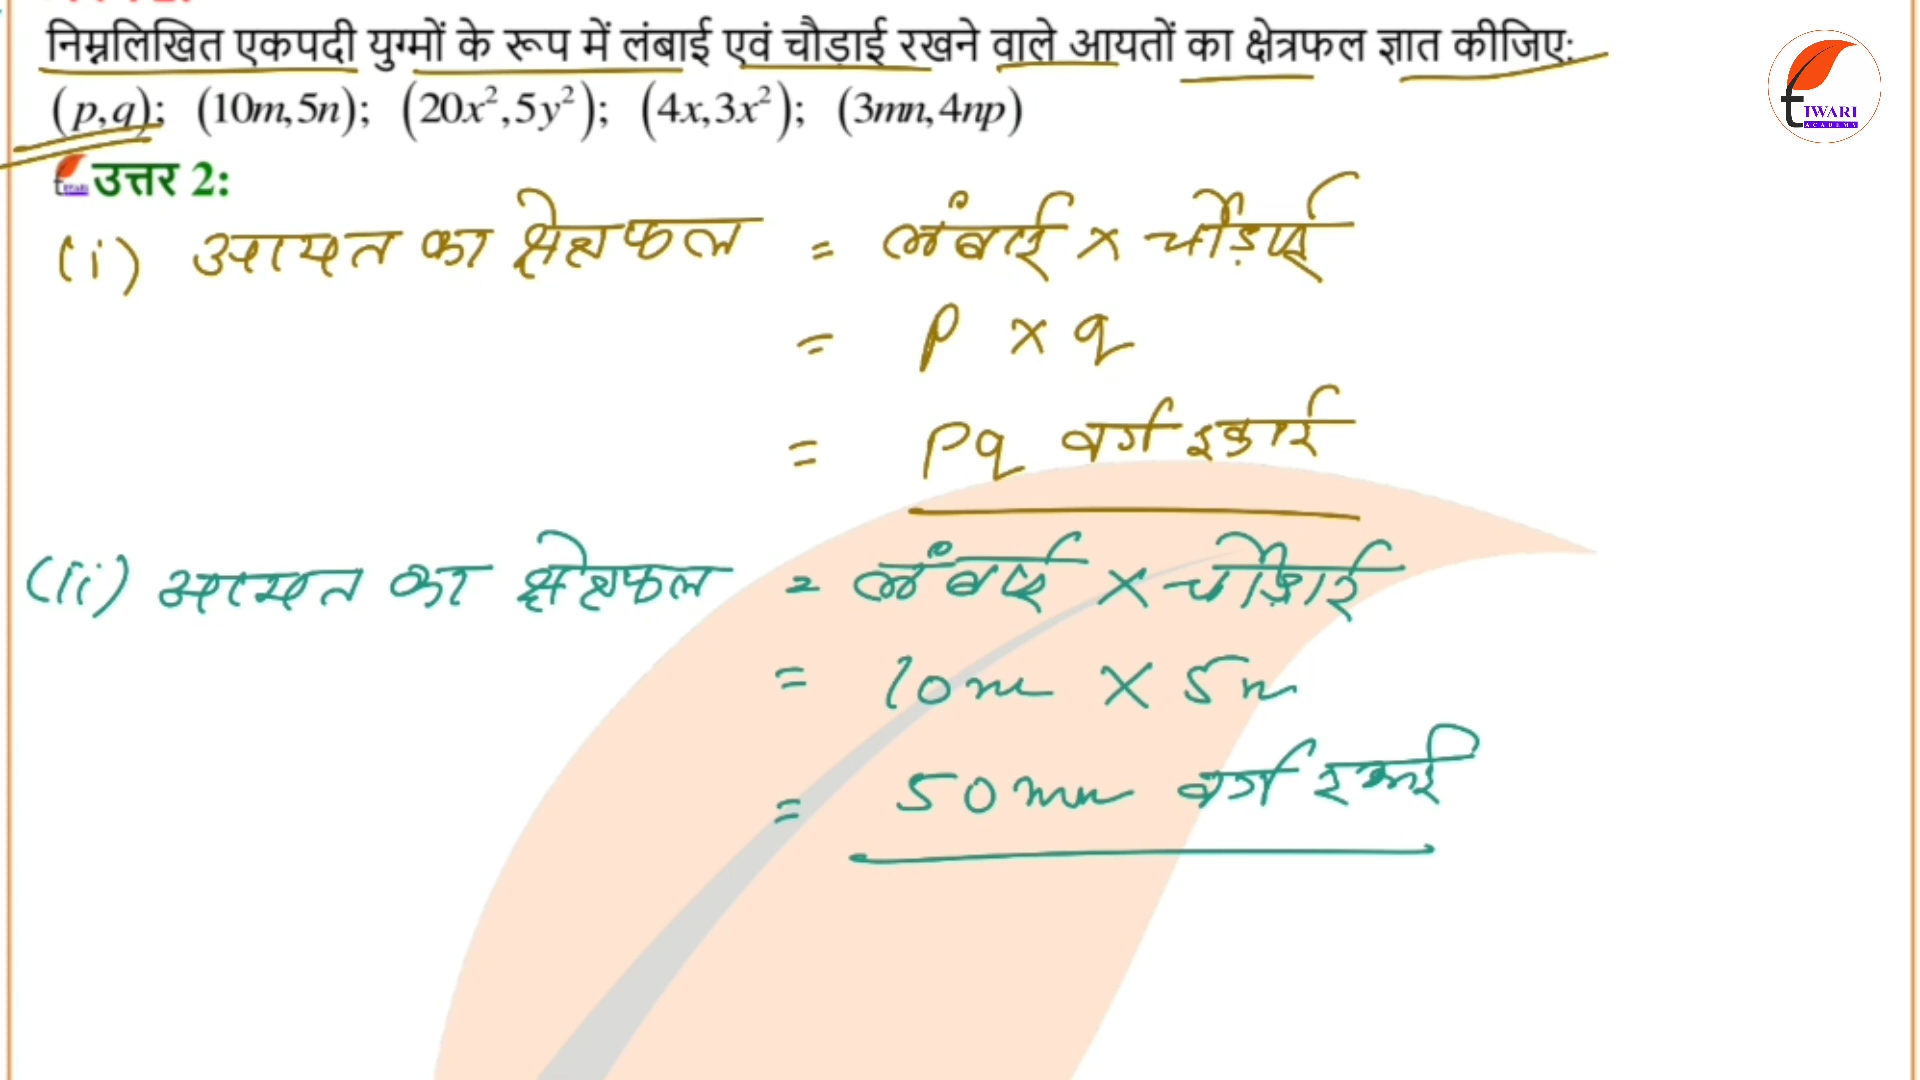 निम्नलिखित एकपदी युग्मों के रूप में लंबाई एवं चौड़ाई रखने वाले आयतों का क्षेत्रफल ज्ञात कीजिए:
(p,q); (10m,5n); (20x²,5y²); (4x,3x²); (3mn,4np)
tIWARI
ACADEMY
उत्तर 2:
(i) आयत का क्षेत्रफल = लंबाई × चौड़ाई
= p × q
= pq वर्ग इकाई
(ii) आयत का क्षेत्रफल = लंबाई × चौड़ाई
= 10m × 5n
= 50mn वर्ग इकाई